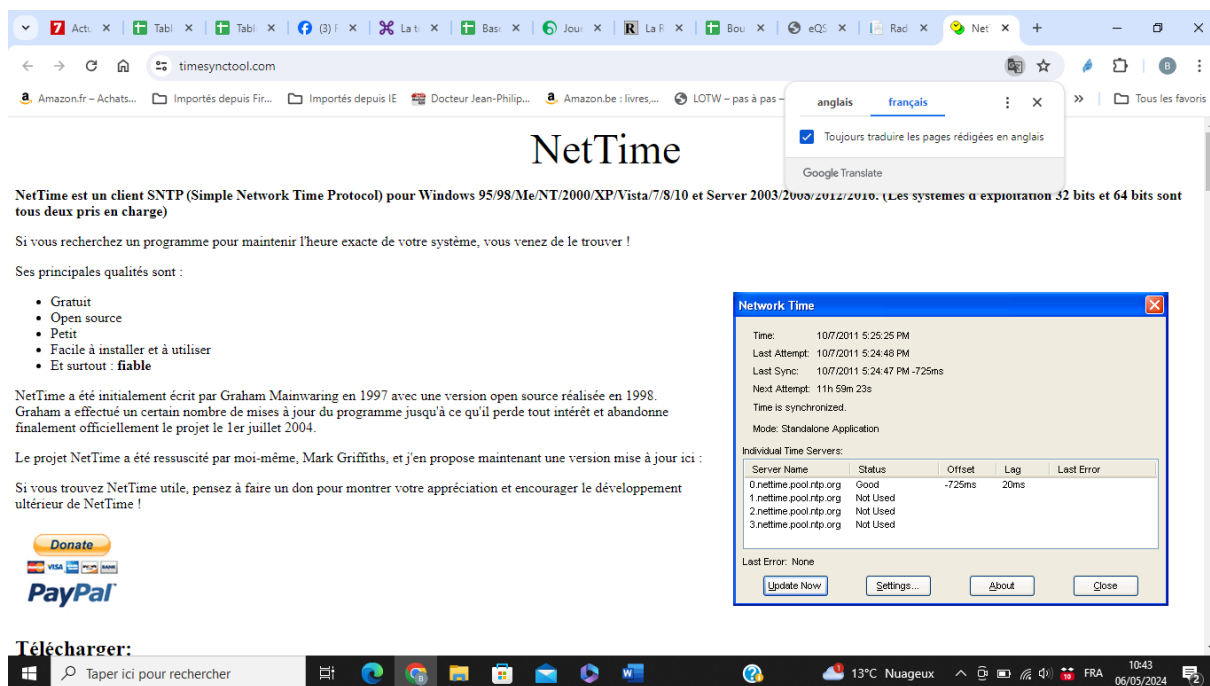 Actu
Tabl
Tabl
(3) F
La t
Base
Jour
R
La R
Bou
eQS
Rad
Net
timesynctool.com
B
Amazon.fr – Achats...
Importés depuis Fir...
Importés depuis IE
Docteur Jean-Philip...
Amazon.be : livres,...
LOTW – pas à pas –
Tous les favoris
anglais
français
Toujours traduire les pages rédigées en anglais
Google Translate
NetTime
NetTime est un client SNTP (Simple Network Time Protocol) pour Windows 95/98/Me/NT/2000/XP/Vista/7/8/10 et Server 2003/2008/2012/2016. (Les systèmes d'exploitation 32 bits et 64 bits sont
tous deux pris en charge)
Si vous recherchez un programme pour maintenir l'heure exacte de votre système, vous venez de le trouver !
Ses principales qualités sont :
• Gratuit
• Open source
• Petit
• Facile à installer et à utiliser
• Et surtout : fiable
NetTime a été initialement écrit par Graham Mainwaring en 1997 avec une version open source réalisée en 1998.
Graham a effectué un certain nombre de mises à jour du programme jusqu'à ce qu'il perde tout intérêt et abandonne
finalement officiellement le projet le 1er juillet 2004.
Le projet NetTime a été ressuscité par moi-même, Mark Griffiths, et j'en propose maintenant une version mise à jour ici :
Si vous trouvez NetTime utile, pensez à faire un don pour montrer votre appréciation et encourager le développement
ultérieur de NetTime !
Donate
VISA
BANK
PayPal
Network Time
Time: 10/7/2011 5:25:25 PM
Last Attempt: 10/7/2011 5:24:48 PM
Last Sync: 10/7/2011 5:24:47 PM -725ms
Next Attempt: 11h 59m 23s
Time is synchronized.
Mode: Standalone Application
Individual Time Servers:
Server Name Status Offset Lag Last Error
0.nettime.pool.ntp.org Good -725ms 20ms
1.nettime.pool.ntp.org Not Used
2.nettime.pool.ntp.org Not Used
3.nettime.pool.ntp.org Not Used
Last Error: None
Update Now
Settings...
About
Close
Télécharger:
Taper ici pour rechercher
13°C Nuageux
FRA
10:43
06/05/2024
2